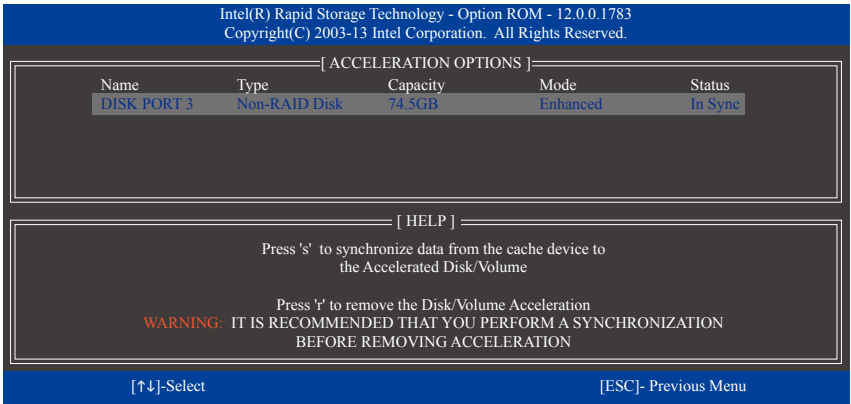 Intel(R) Rapid Storage Technology - Option ROM - 12.0.0.1783
Copyright(C) 2003-13 Intel Corporation. All Rights Reserved.
[ ACCELERATION OPTIONS ]
Name Type Capacity Mode Status
DISK PORT 3 Non-RAID Disk 74.5GB Enhanced In Sync
[ HELP ]
Press 's' to synchronize data from the cache device to
the Accelerated Disk/Volume
Press 'r' to remove the Disk/Volume Acceleration
WARNING: IT IS RECOMMENDED THAT YOU PERFORM A SYNCHRONIZATION
BEFORE REMOVING ACCELERATION
[↑↓]-Select [ESC]- Previous Menu